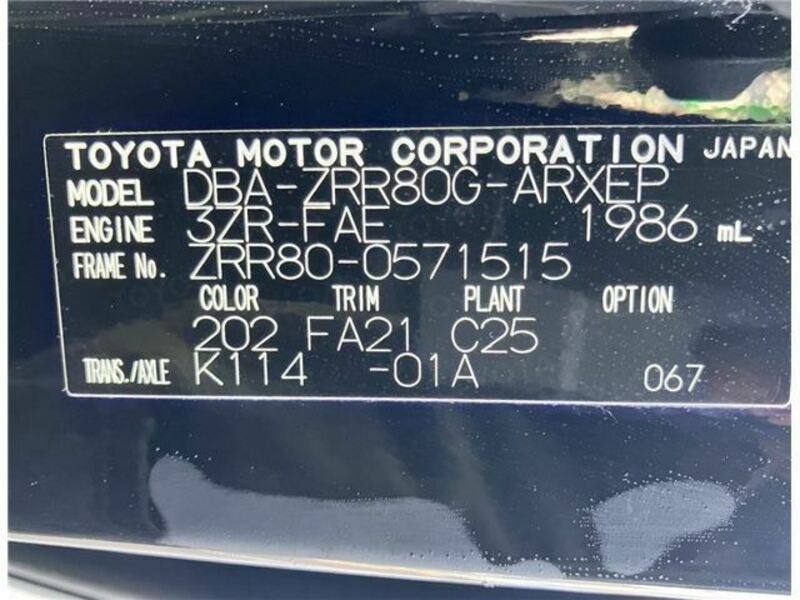 TOYOTA MOTOR CORPORATION JAPAN
MODEL DBA-ZRR80G-ARXEP
ENGINE 3ZR-FAE 1986 mL
FRAME No. ZRR80-0571515
COLOR TRIM PLANT OPTION
202 FA21 C25
TRANS./AXLE K114 -01A 067